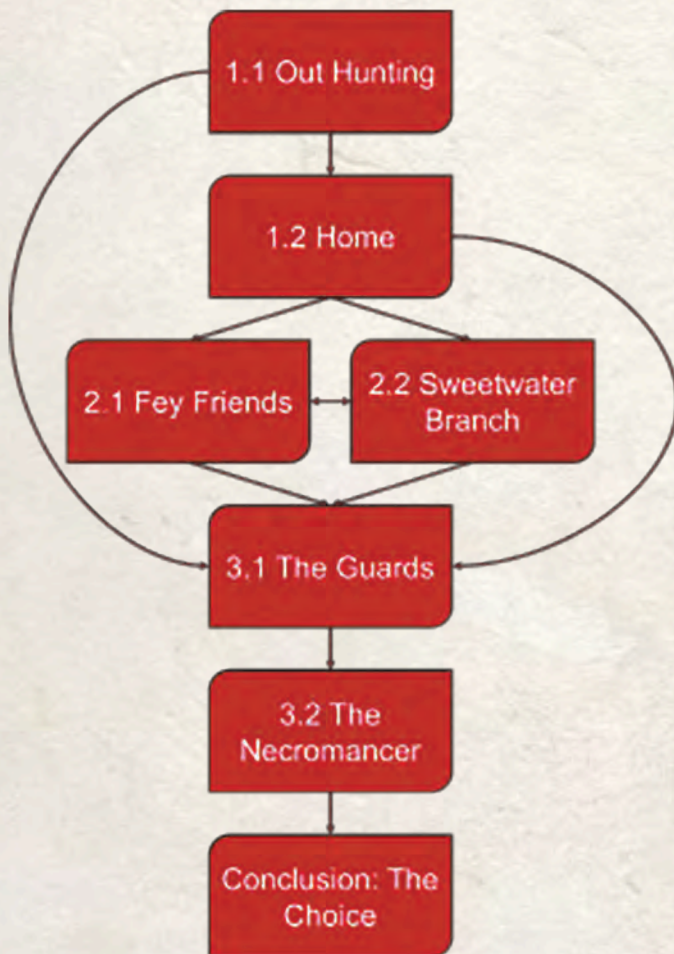 1.1 Out Hunting
1.2 Home
2.1 Fey Friends
2.2 Sweetwater
Branch
3.1 The Guards
3.2 The
Necromancer
Conclusion: The
Choice